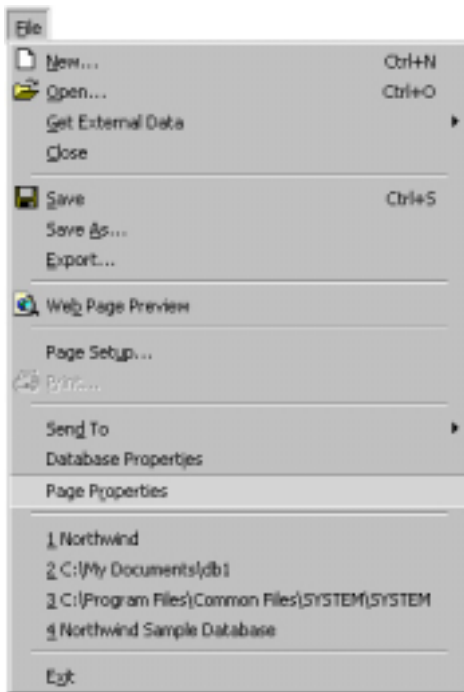 File
New... Ctrl+N
Open... Ctrl+O
Get External Data
Close
Save Ctrl+S
Save As...
Export...
Web Page Preview
Page Setup...
Print...
Send To
Database Properties
Page Properties
1 Northwind
2 C:\My Documents\db1
3 C:\Program Files\Common Files\SYSTEM\SYSTEM
4 Northwind Sample Database
Exit